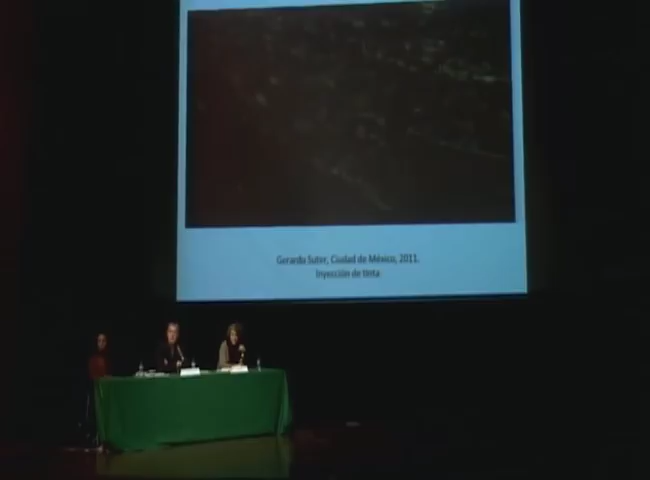 Gerardo Suter, Ciudad de México, 2011.
Inyección de tinta